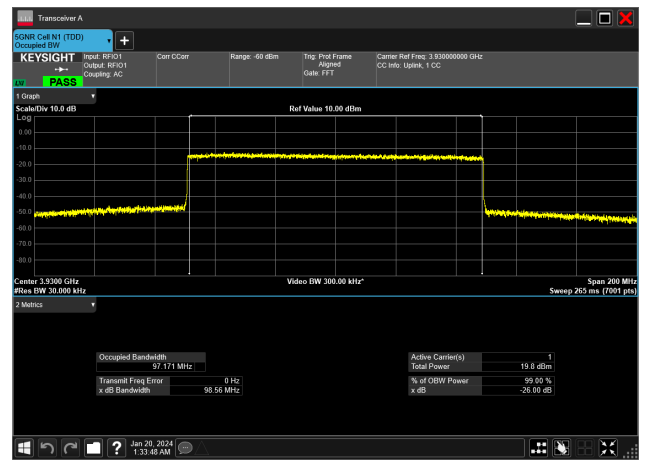 Transceiver A
5GNR Cell N1 (TDD)
Occupied BW
KEYSIGHT
PASS
Input: RFIO1
Output: RFIO1
Coupling: AC
Corr CCorr
Range: -60 dBm
Trig: Prot Frame
Aligned
Gate: FFT
Carrier Ref Freq: 3.930000000 GHz
CC Info: Uplink, 1 CC
1 Graph
Scale/Div 10.0 dB
Ref Value 10.00 dBm
Log
0.00
-10.0
-20.0
-30.0
-40.0
-50.0
-60.0
-70.0
-80.0
Center 3.9300 GHz
Video BW 300.00 kHz*
Span 200 MHz
#Res BW 30.000 kHz
Sweep 265 ms (7001 pts)
2 Metrics
Occupied Bandwidth
97.171 MHz
Transmit Freq Error 0 Hz
x dB Bandwidth 98.56 MHz
Active Carrier(s) 1
Total Power 19.8 dBm
% of OBW Power 99.00 %
x dB -26.00 dB
Jan 20, 2024
1:33:48 AM